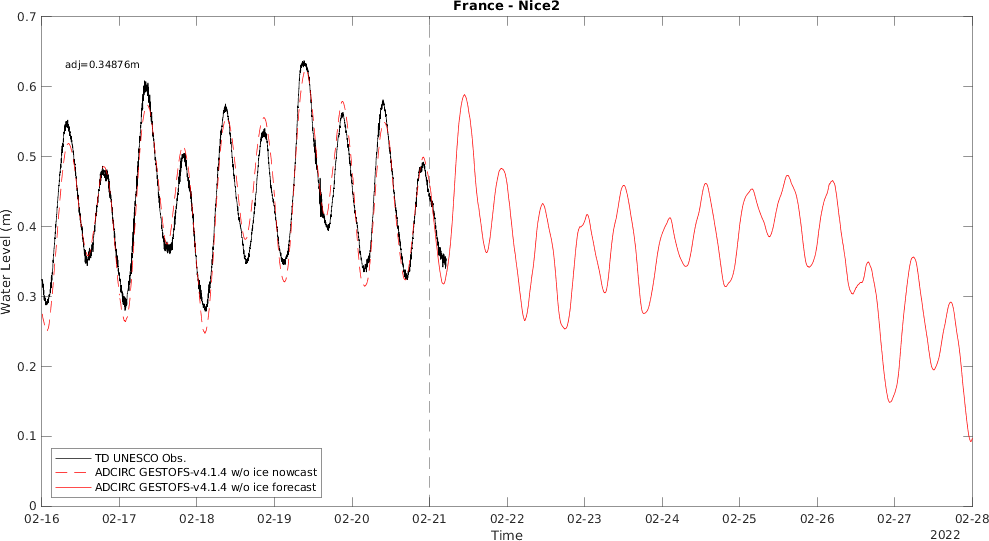 France - Nice2
adj=0.34876m
0.7
0.6
0.5
0.4
0.3
0.2
0.1
0
Water Level (m)
TD UNESCO Obs.
ADCIRC GESTOFS-v4.1.4 w/o ice nowcast
ADCIRC GESTOFS-v4.1.4 w/o ice forecast
02-16 02-17 02-18 02-19 02-20 02-21 02-22 02-23 02-24 02-25 02-26 02-27 02-28
Time
2022